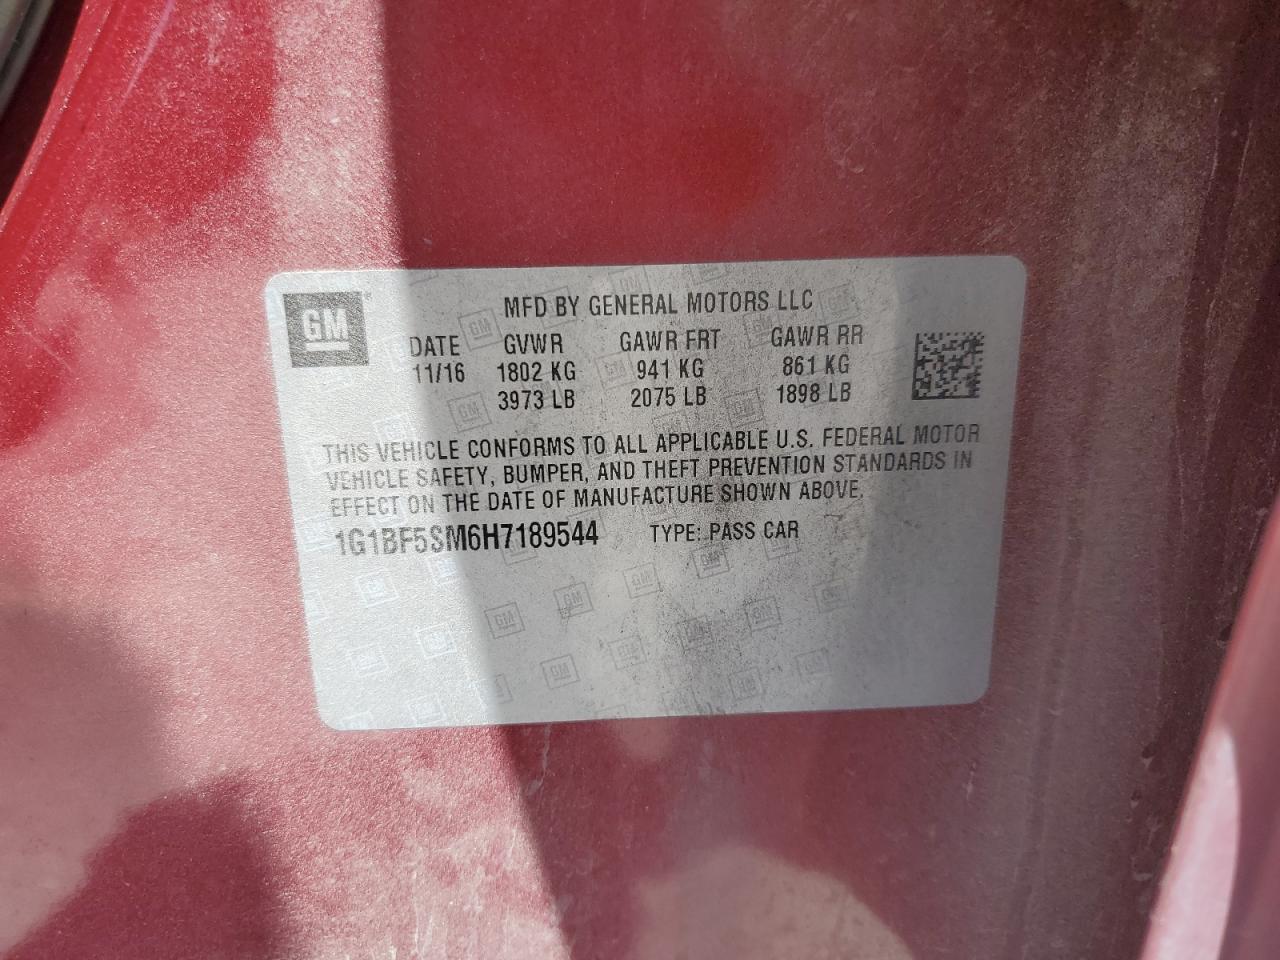 GM
MFD BY GENERAL MOTORS LLC
DATE GVWR GAWR FRT GAWR RR
11/16 1802 KG 941 KG 861 KG
3973 LB 2075 LB 1898 LB
THIS VEHICLE CONFORMS TO ALL APPLICABLE U.S. FEDERAL MOTOR
VEHICLE SAFETY, BUMPER, AND THEFT PREVENTION STANDARDS IN
EFFECT ON THE DATE OF MANUFACTURE SHOWN ABOVE.
1G1BF5SM6H7189544 TYPE: PASS CAR